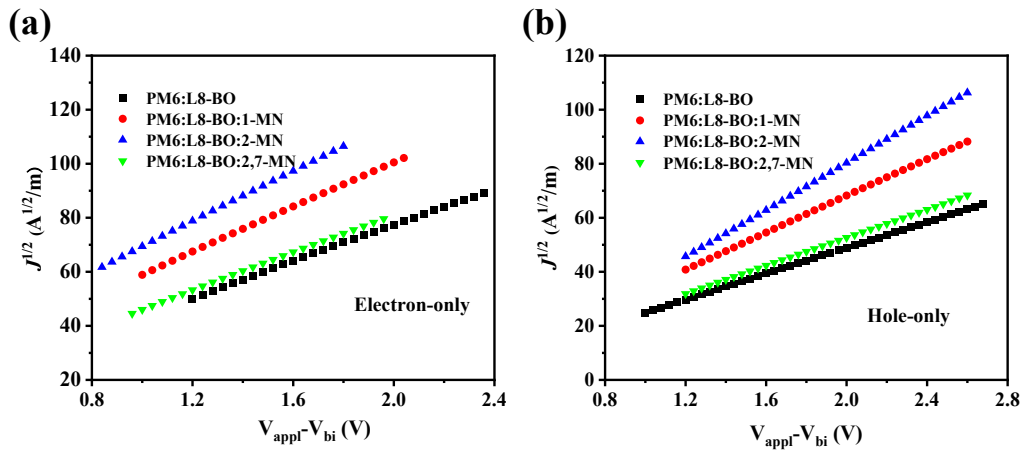 (a)
140
120
100
80
60
40
20
J1/2 (A1/2/m)
PM6:L8-BO
PM6:L8-BO:1-MN
PM6:L8-BO:2-MN
PM6:L8-BO:2,7-MN
Electron-only
0.8 1.2 1.6 2.0 2.4
Vappl-Vbi (V)
(b)
120
100
80
60
40
20
0
J1/2 (A1/2/m)
PM6:L8-BO
PM6:L8-BO:1-MN
PM6:L8-BO:2-MN
PM6:L8-BO:2,7-MN
Hole-only
0.8 1.2 1.6 2.0 2.4 2.8
Vappl-Vbi (V)